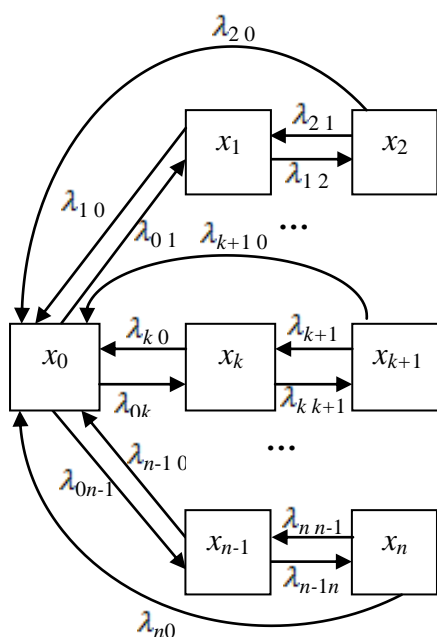 λ2 0
x1
λ2 1
x2
λ1 2
λ1 0
λ0 1
...
λk+1 0
x0
λk 0
λ0k
xk
λk+1
λk k+1
xk+1
...
λn-1 0
λ0n-1
xn-1
λn n-1
xn
λn-1n
λn0